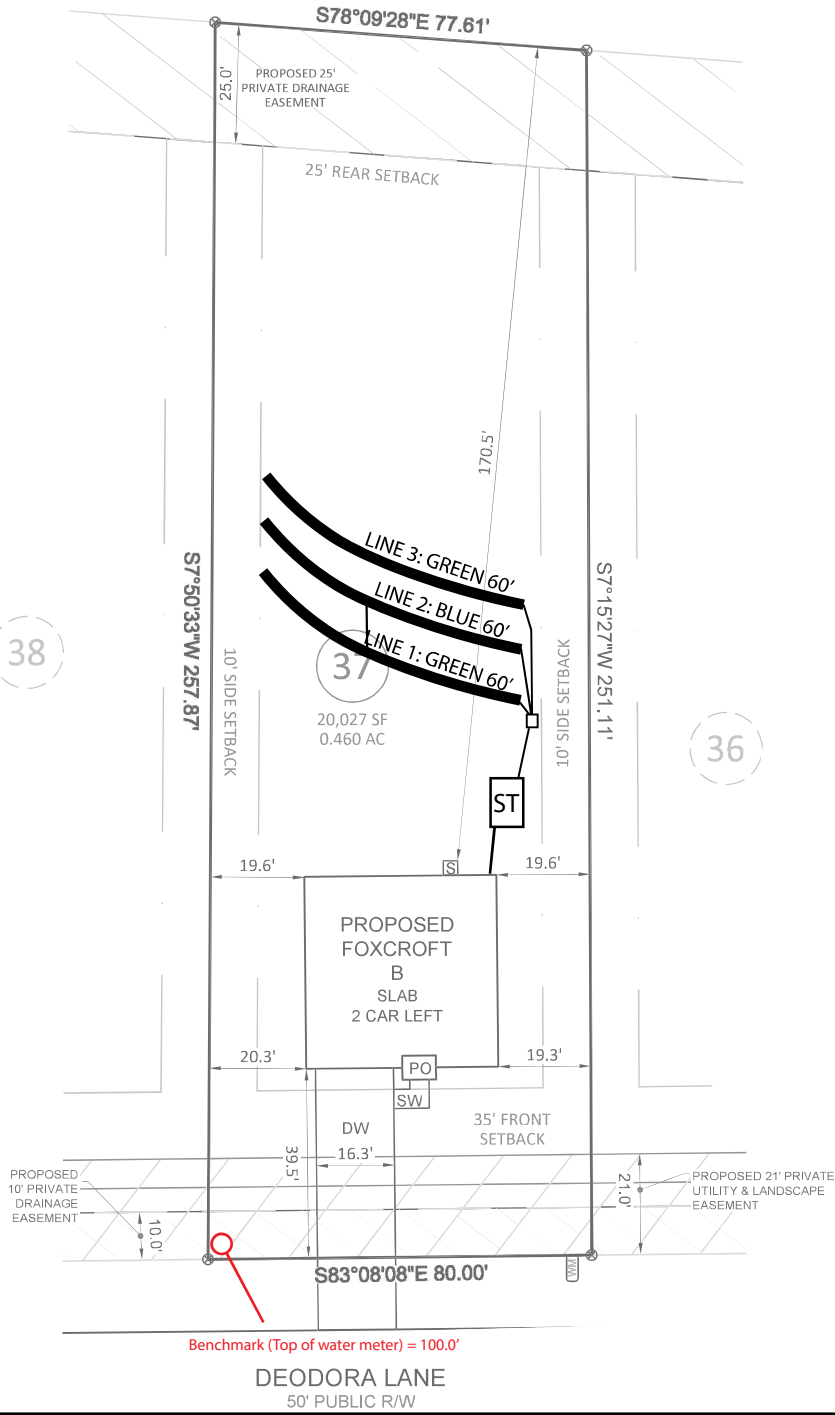 S78°09'28"E 77.61'
25.0'
PROPOSED 25'
PRIVATE DRAINAGE
EASEMENT
25' REAR SETBACK
170.5'
LINE 3: GREEN 60'
LINE 2: BLUE 60'
LINE 1: GREEN 60'
S7°50'33"W 257.87'
S7°15'27"W 251.11'
38
10' SIDE SETBACK
37
20,027 SF
0.460 AC
10' SIDE SETBACK
36
ST
S
19.6'
19.6'
PROPOSED
FOXCROFT
B
SLAB
2 CAR LEFT
20.3'
19.3'
PO
SW
DW
16.3'
39.5'
35' FRONT
SETBACK
PROPOSED
10' PRIVATE
DRAINAGE
EASEMENT
10.0'
21.0'
PROPOSED 21' PRIVATE
UTILITY & LANDSCAPE
EASEMENT
S83°08'08"E 80.00'
WM
Benchmark (Top of water meter) = 100.0'
DEODORA LANE
50' PUBLIC R/W